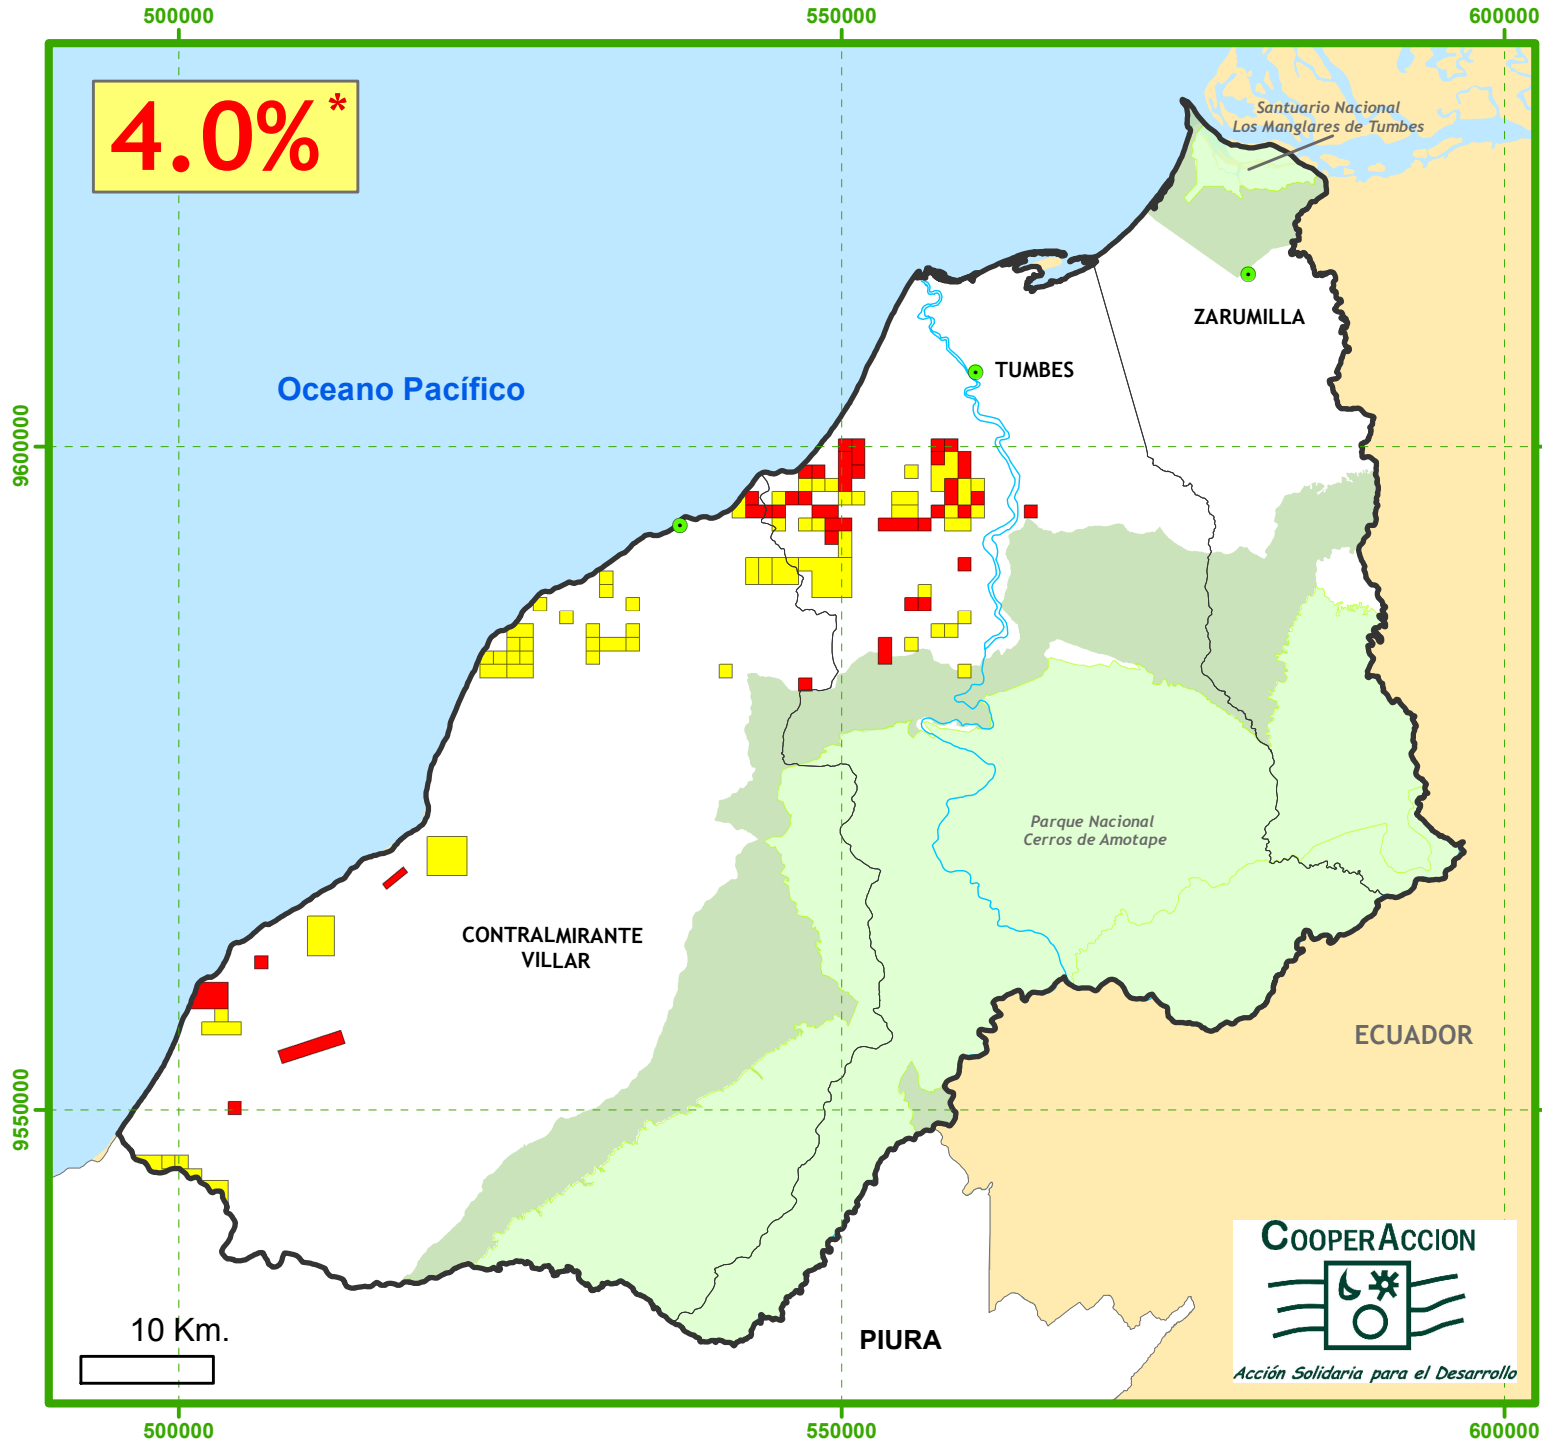 500000
550000
600000
4.0%*
Santuario Nacional
Los Manglares de Tumbes
ZARUMILLA
TUMBES
Oceano Pacífico
9600000
Parque Nacional
Cerros de Amotape
CONTRALMIRANTE
VILLAR
ECUADOR
9550000
COOPERACCION
10 Km.
PIURA
Acción Solidaria para el Desarrollo
500000
550000
600000